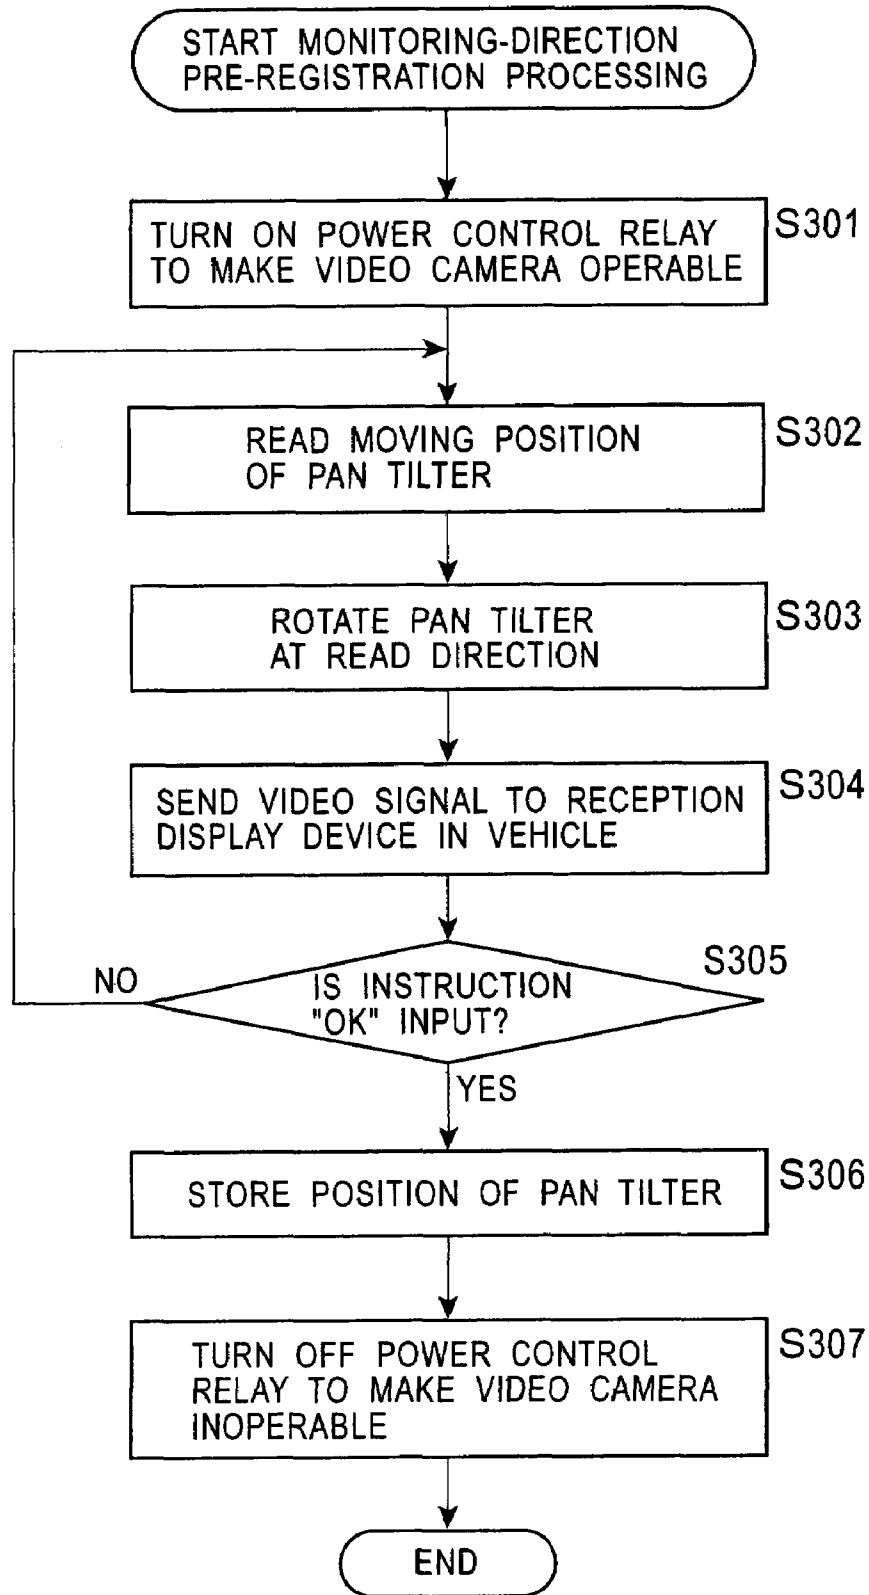 START MONITORING-DIRECTION
PRE-REGISTRATION PROCESSING
S301
TURN ON POWER CONTROL RELAY
TO MAKE VIDEO CAMERA OPERABLE
S302
READ MOVING POSITION
OF PAN TILTER
S303
ROTATE PAN TILTER
AT READ DIRECTION
S304
SEND VIDEO SIGNAL TO RECEPTION
DISPLAY DEVICE IN VEHICLE
S305
NO
IS INSTRUCTION
"OK" INPUT?
YES
S306
STORE POSITION OF PAN TILTER
S307
TURN OFF POWER CONTROL
RELAY TO MAKE VIDEO CAMERA
INOPERABLE
END